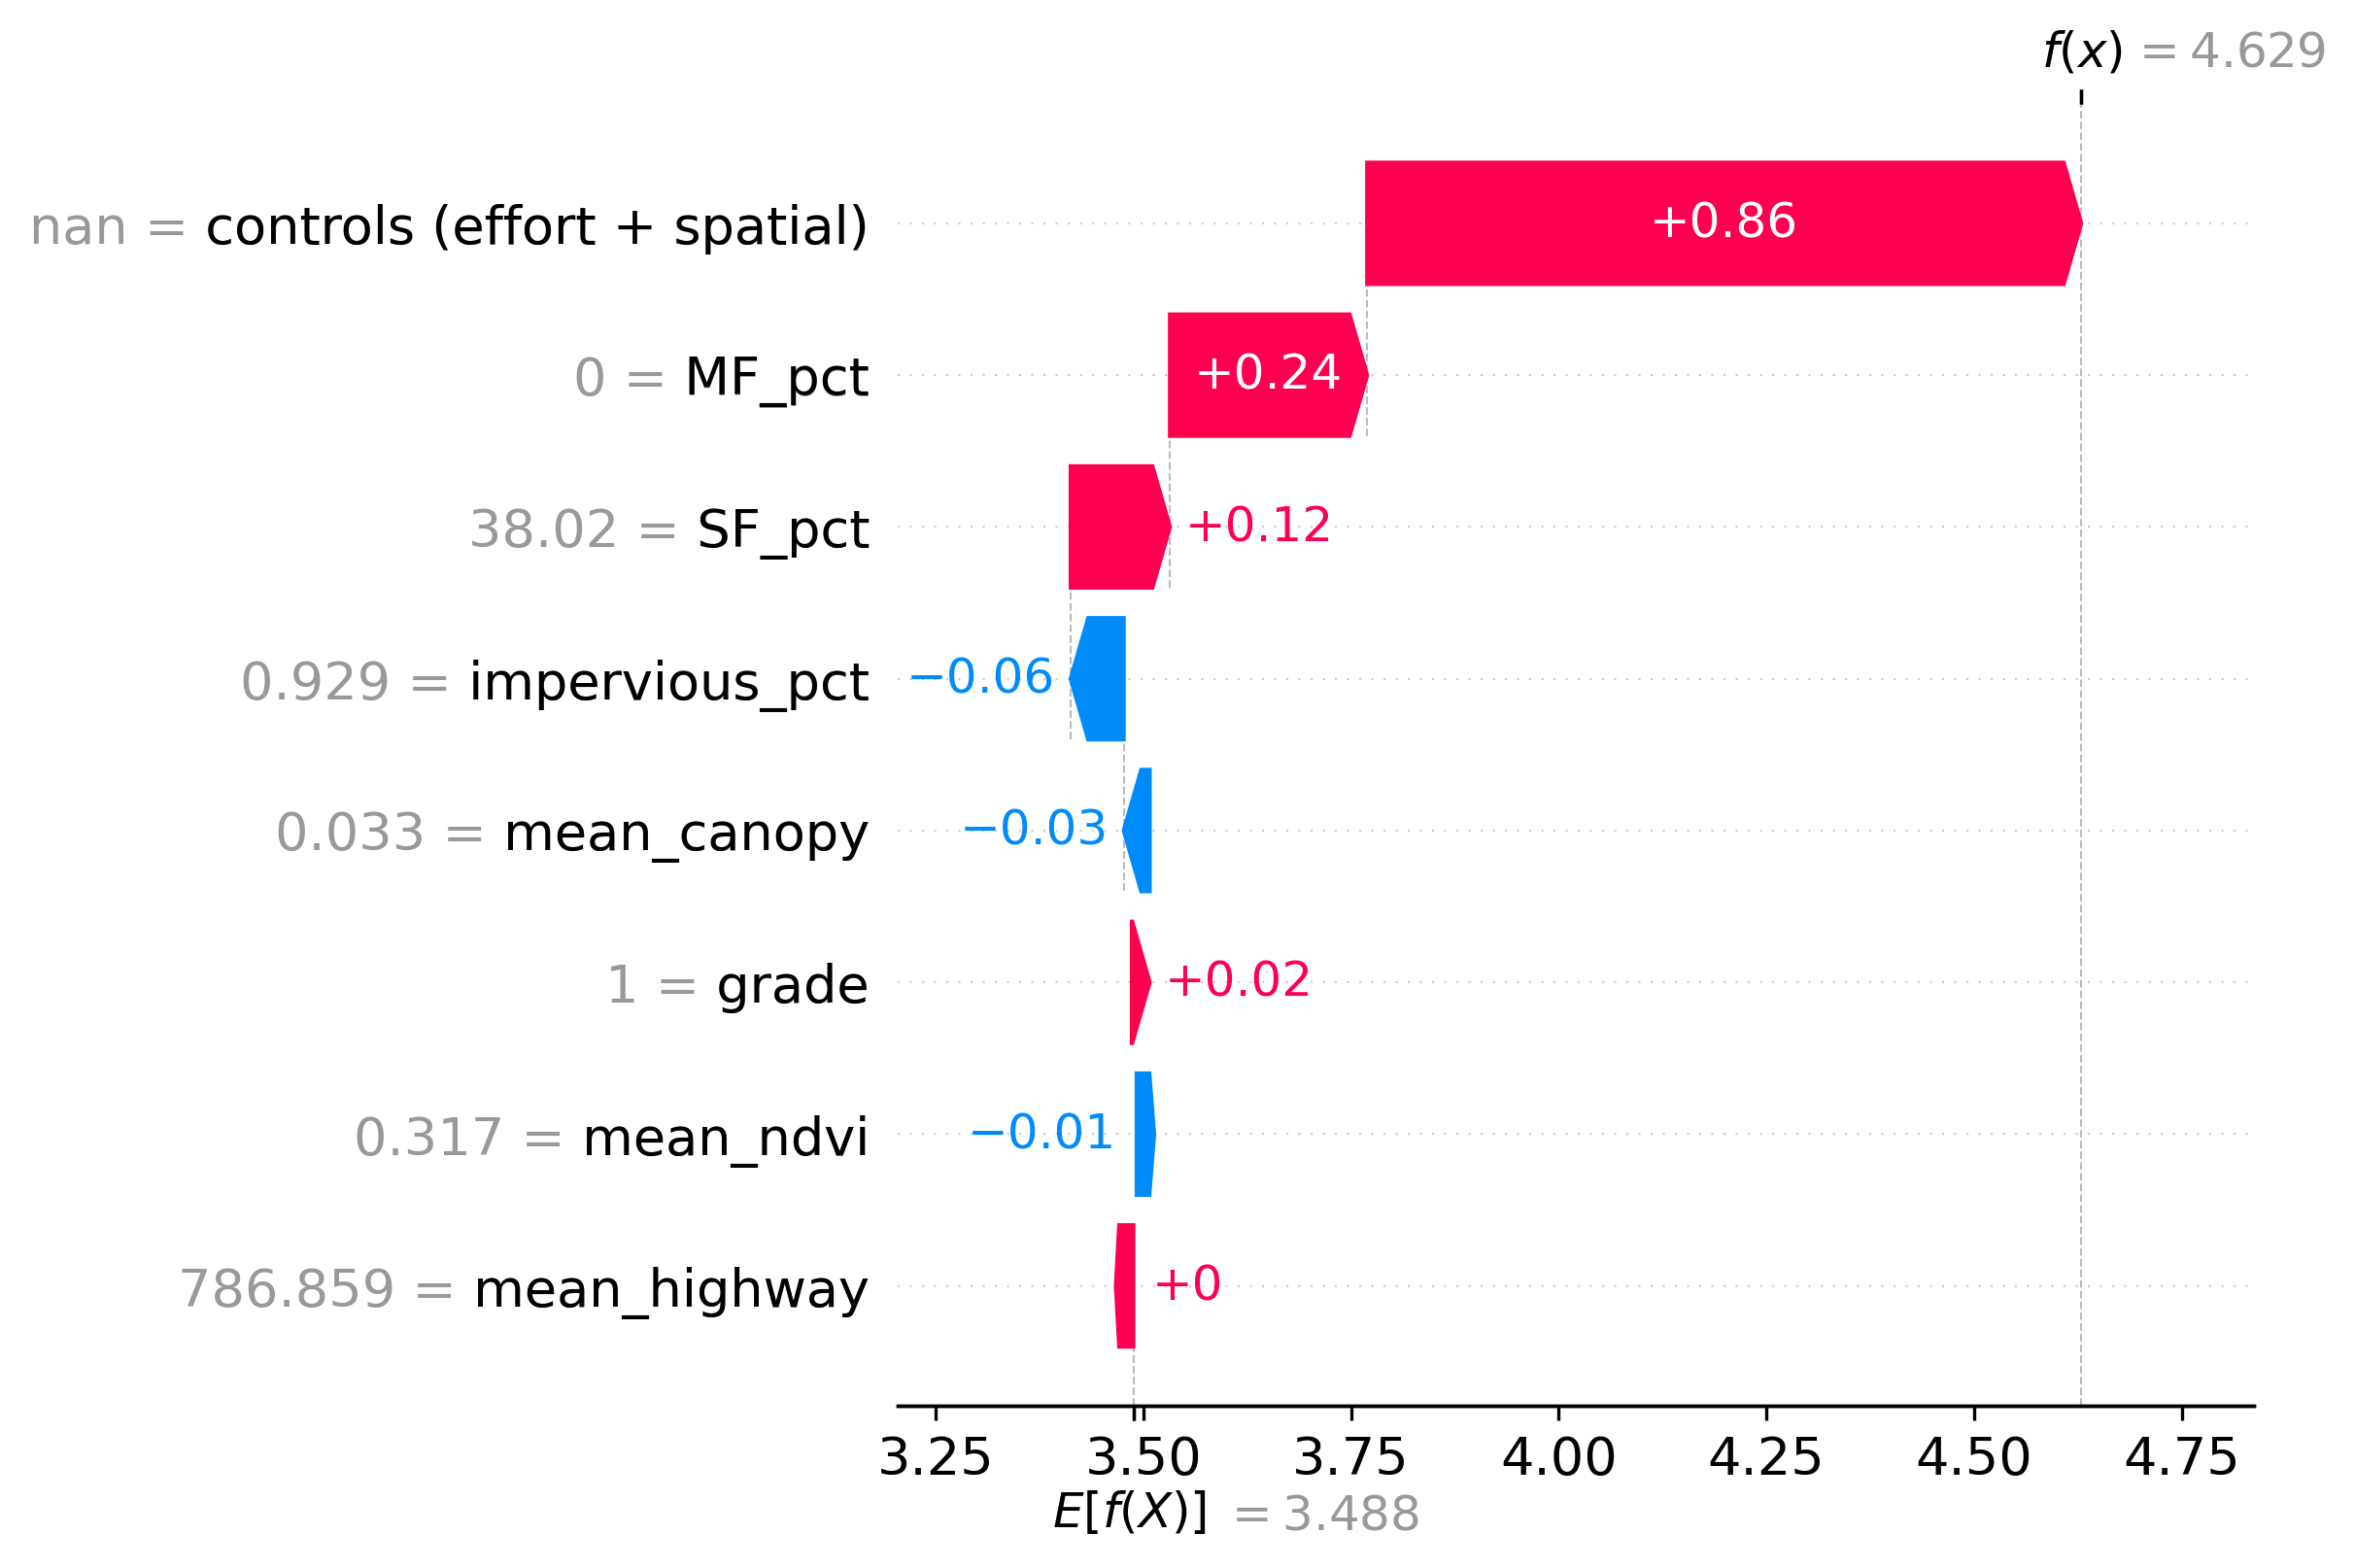 f(x) = 4.629
nan = controls (effort + spatial)
+0.86
0 = MF_pct
+0.24
38.02 = SF_pct
+0.12
0.929 = impervious_pct
−0.06
0.033 = mean_canopy
−0.03
1 = grade
+0.02
0.317 = mean_ndvi
−0.01
786.859 = mean_highway
+0
3.25 3.50 3.75 4.00 4.25 4.50 4.75
E[f(X)] = 3.488